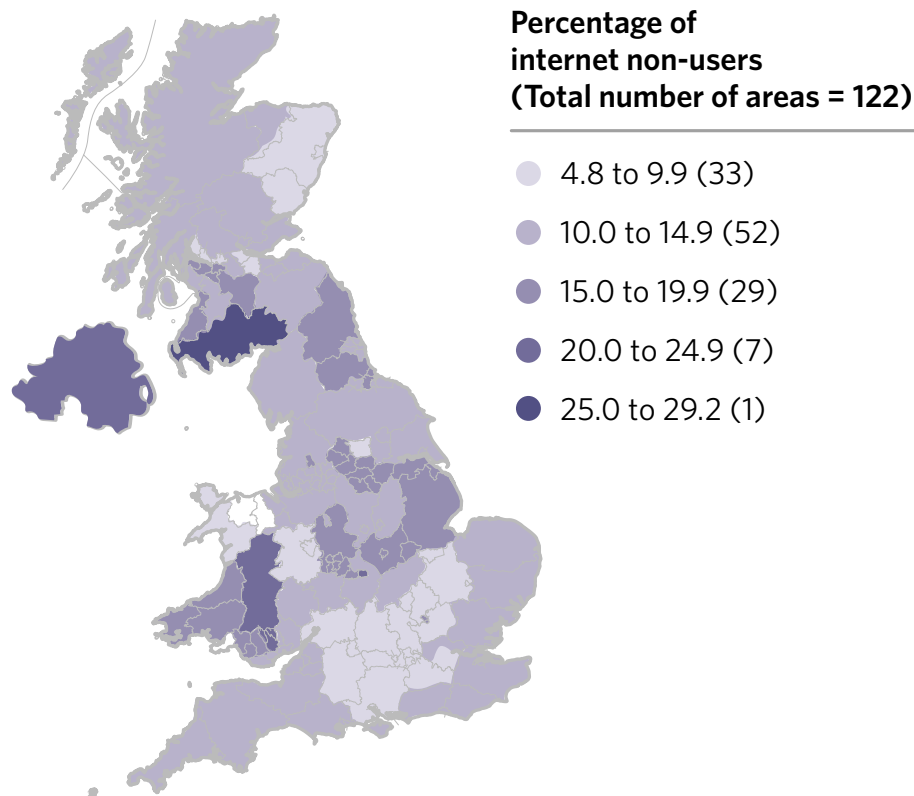 Percentage of
internet non-users
(Total number of areas = 122)
4.8 to 9.9 (33)
10.0 to 14.9 (52)
15.0 to 19.9 (29)
20.0 to 24.9 (7)
25.0 to 29.2 (1)